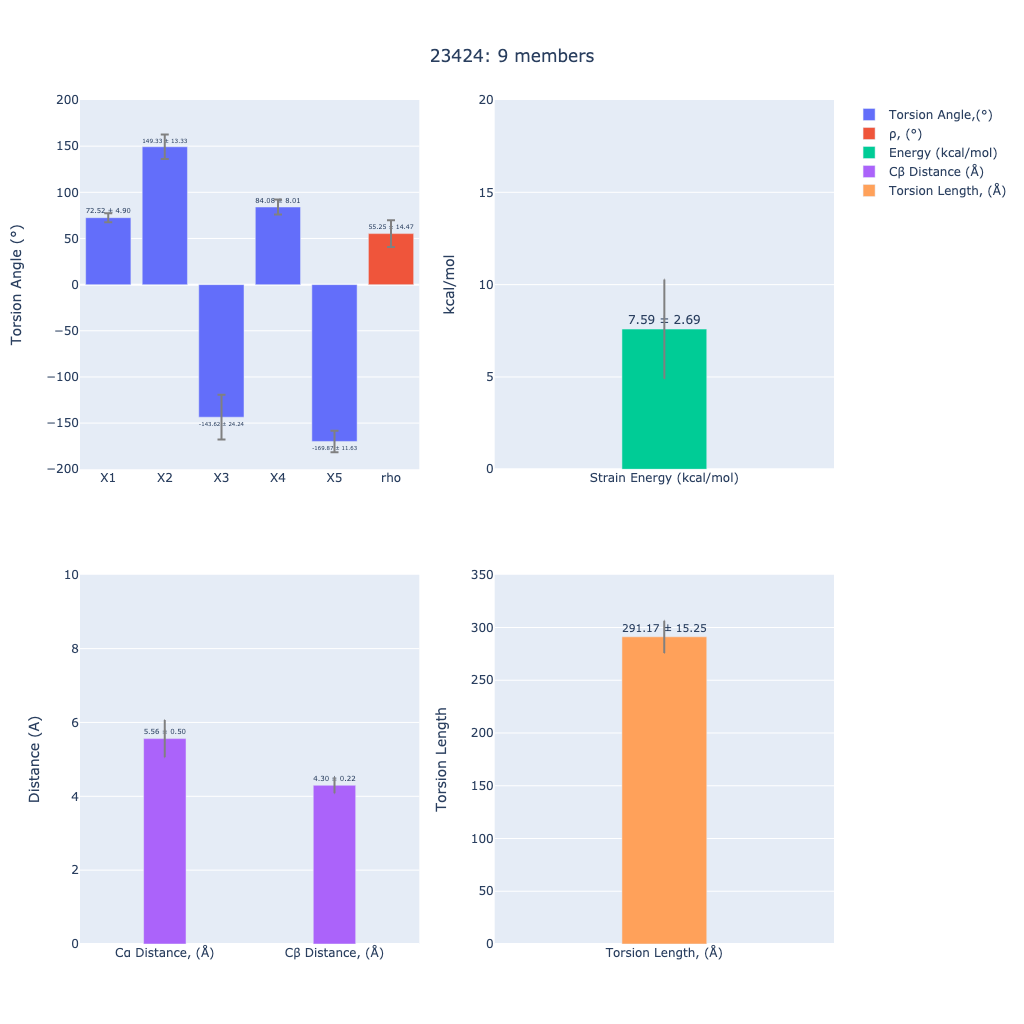 23424: 9 members
Torsion Angle (°)
200
150
100
50
0
−50
−100
−150
−200
72.52 ± 4.90
149.33 ± 13.33
-143.62 ± 24.24
84.08 ± 8.01
-169.87 ± 11.63
55.25 ± 14.47
X1 X2 X3 X4 X5 rho
kcal/mol
20
15
10
5
0
7.59 ± 2.69
Strain Energy (kcal/mol)
Torsion Angle,(°)
ρ, (°)
Energy (kcal/mol)
Cβ Distance (Å)
Torsion Length, (Å)
Distance (A)
10
8
6
4
2
0
5.56 ± 0.50
4.30 ± 0.22
Cα Distance, (Å) Cβ Distance, (Å)
Torsion Length
350
300
250
200
150
100
50
0
291.17 ± 15.25
Torsion Length, (Å)